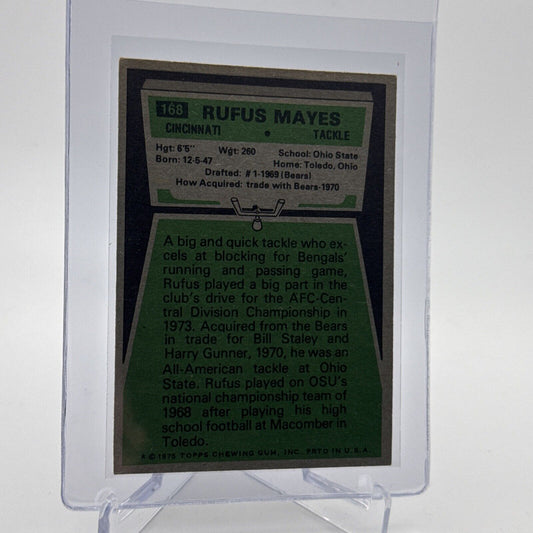 168 RUFUS MAYES
CINCINNATI • TACKLE
Hgt: 6'5" Wgt: 260 School: Ohio State
Born: 12-5-47 Home: Toledo, Ohio
Drafted: #1-1969 (Bears)
How Acquired: trade with Bears-1970
A big and quick tackle who ex-
cels at blocking for Bengals'
running and passing game,
Rufus played a big part in the
club's drive for the AFC-Cen-
tral Division Championship in
1973. Acquired from the Bears
in trade for Bill Staley and
Harry Gunner, 1970, he was an
All-American tackle at Ohio
State. Rufus played on OSU's
national championship team of
1968 after playing his high
school football at Macomber in
Toledo.
* © 1975 TOPPS CHEWING GUM, INC. PRTD IN U.S.A.